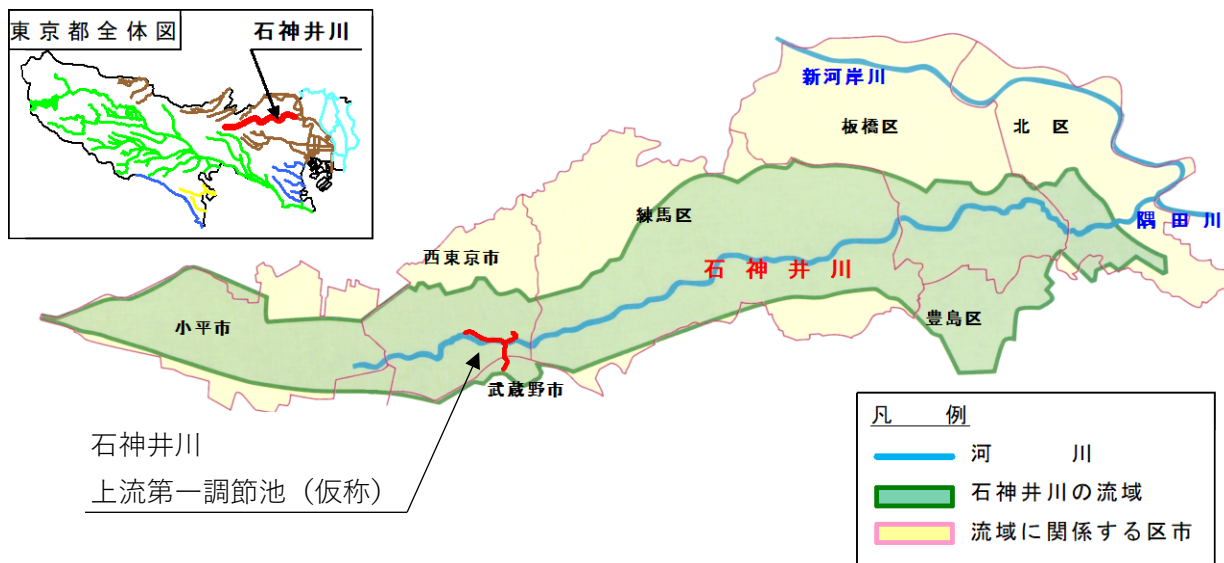 東京都全体図
石神井川
新河岸川
板橋区
北 区
練馬区
隅田川
西東京市
石神井川
小平市
豊島区
武蔵野市
石神井川
上流第一調節池（仮称）
凡 例
河 川
石神井川の流域
流域に関係する区市